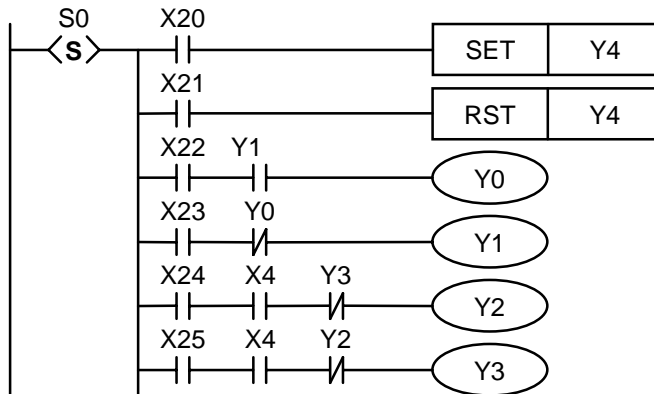 S0
S
X20
SET Y4
X21
RST Y4
X22 Y1
Y0
X23 Y0
Y1
X24 X4 Y3
Y2
X25 X4 Y2
Y3